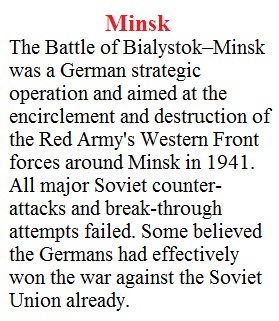 Minsk
The Battle of Bialystok–Minsk
was a German strategic
operation and aimed at the
encirclement and destruction of
the Red Army's Western Front
forces around Minsk in 1941.
All major Soviet counter-
attacks and break-through
attempts failed. Some believed
the Germans had effectively
won the war against the Soviet
Union already.